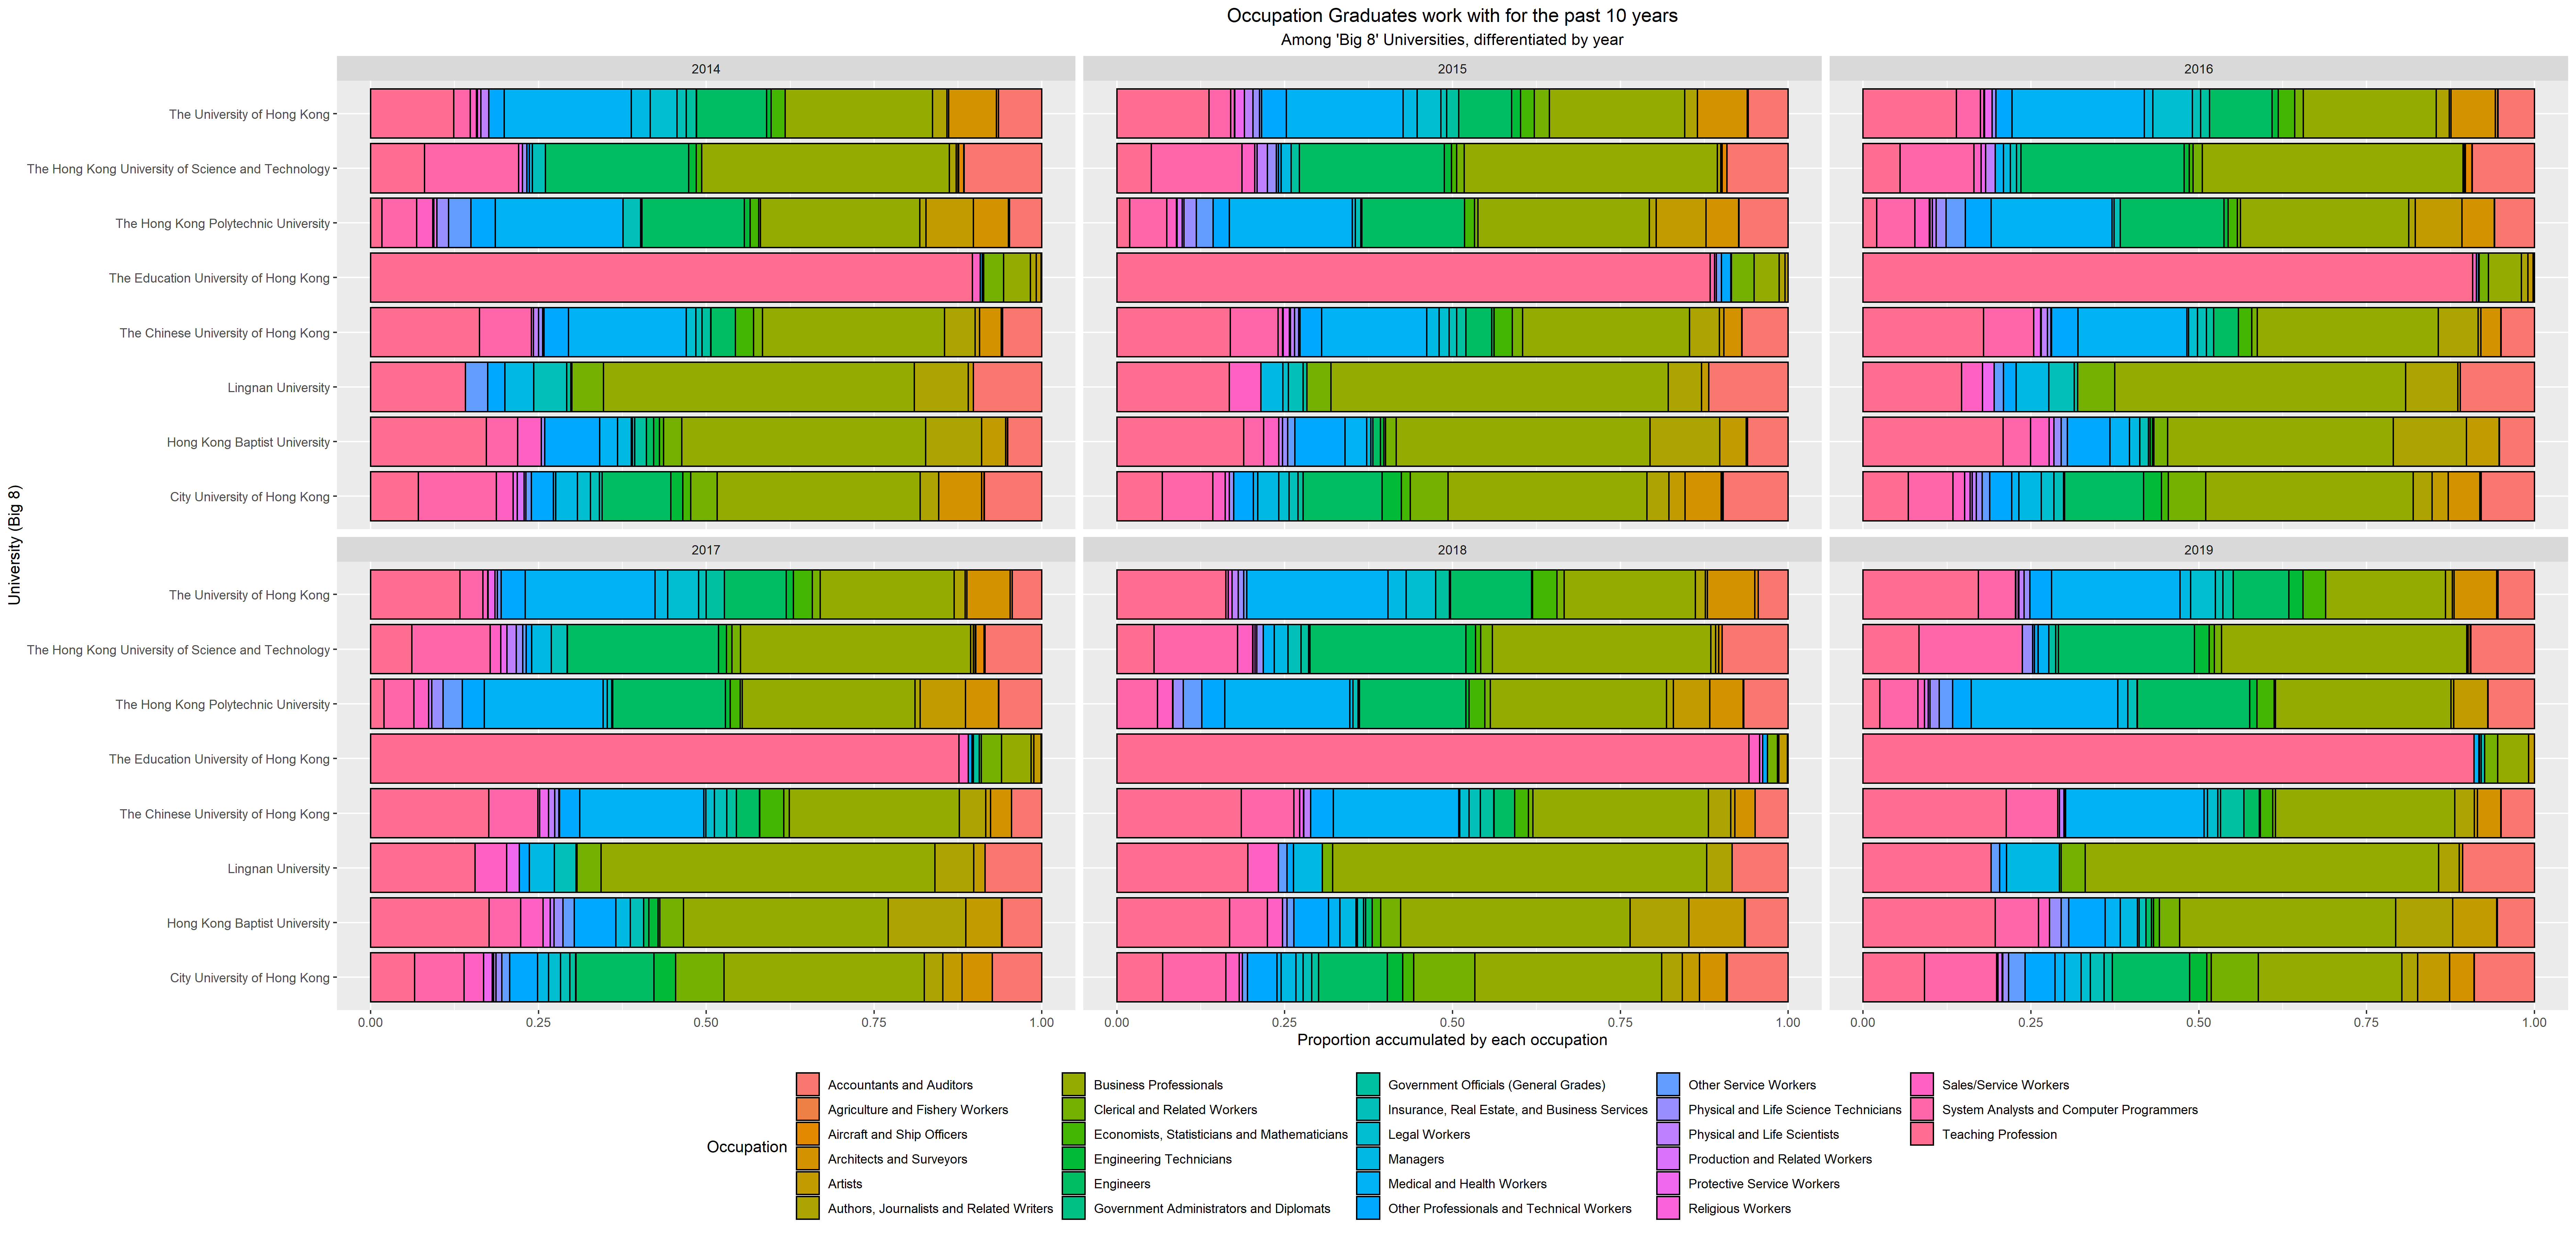 Occupation Graduates work with for the past 10 years
Among 'Big 8' Universities, differentiated by year
2014
2015
2016
The University of Hong Kong
The Hong Kong University of Science and Technology
The Hong Kong Polytechnic University
The Education University of Hong Kong
The Chinese University of Hong Kong
Lingnan University
Hong Kong Baptist University
City University of Hong Kong
University (Big 8)
2017
2018
2019
The University of Hong Kong
The Hong Kong University of Science and Technology
The Hong Kong Polytechnic University
The Education University of Hong Kong
The Chinese University of Hong Kong
Lingnan University
Hong Kong Baptist University
City University of Hong Kong
0.00 0.25 0.50 0.75 1.00
0.00 0.25 0.50 0.75 1.00
0.00 0.25 0.50 0.75 1.00
Proportion accumulated by each occupation
Occupation
Accountants and Auditors
Agriculture and Fishery Workers
Aircraft and Ship Officers
Architects and Surveyors
Artists
Authors, Journalists and Related Writers
Business Professionals
Clerical and Related Workers
Economists, Statisticians and Mathematicians
Engineering Technicians
Engineers
Government Administrators and Diplomats
Government Officials (General Grades)
Insurance, Real Estate, and Business Services
Legal Workers
Managers
Medical and Health Workers
Other Professionals and Technical Workers
Other Service Workers
Physical and Life Science Technicians
Physical and Life Scientists
Production and Related Workers
Protective Service Workers
Religious Workers
Sales/Service Workers
System Analysts and Computer Programmers
Teaching Profession